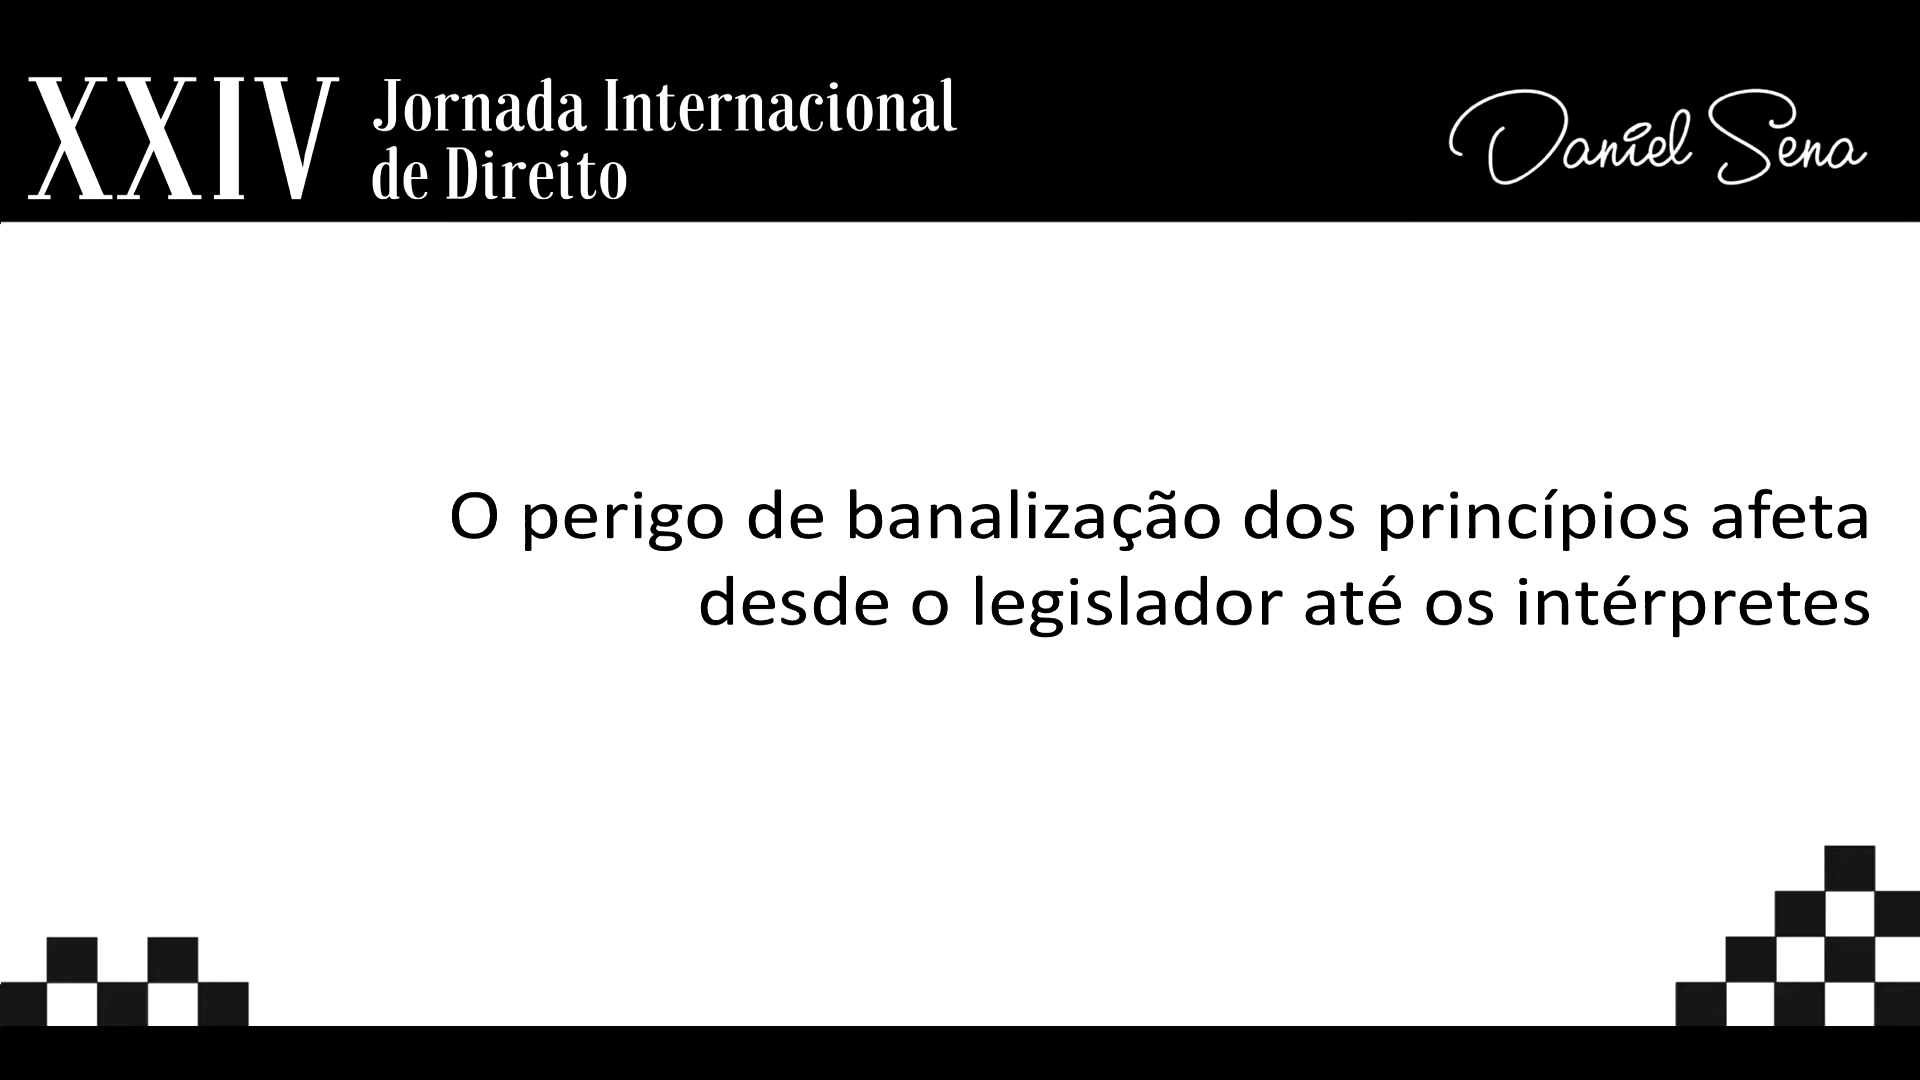 XXIV
Jornada Internacional
de Direito
Daniel Sena
O perigo de banalização dos princípios afeta
desde o legislador até os intérpretes